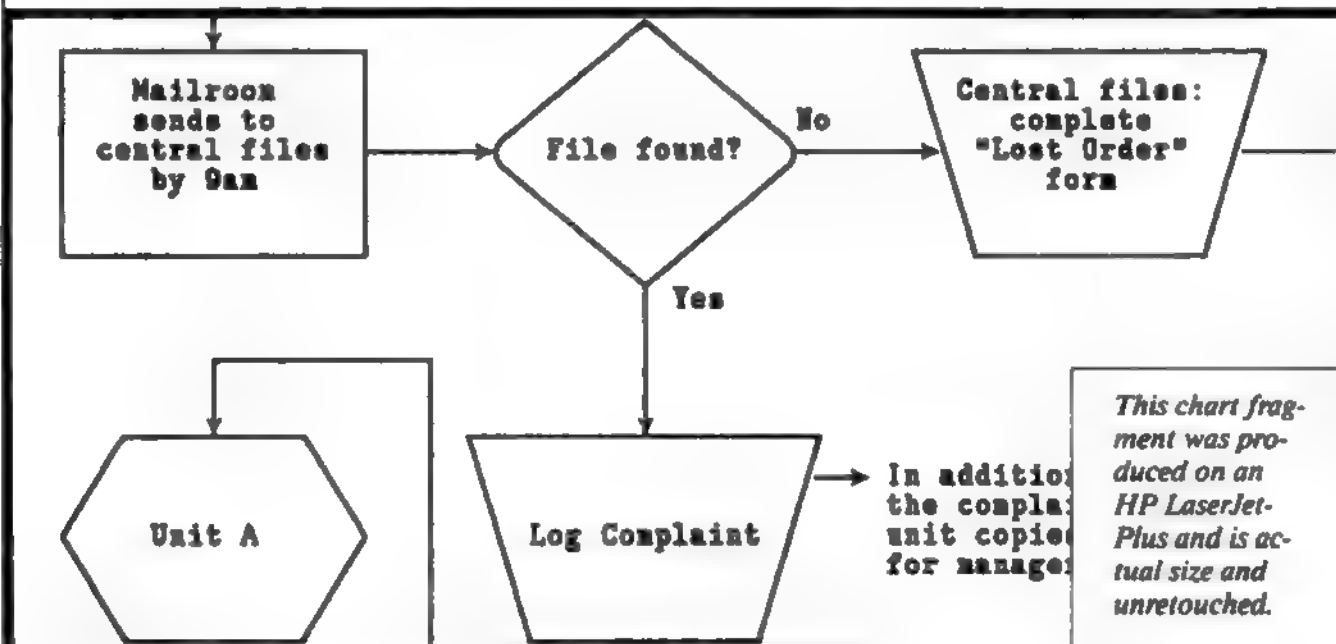 Mailroom
sends to
central files
by 9am
File found?
No
Central files:
complete
"Lost Order"
form
Yes
Unit A
Log Complaint
In addition
the complai
unit copie
for manage
This chart frag-
ment was pro-
duced on an
HP LaserJet-
Plus and is ac-
tual size and
unretouched.